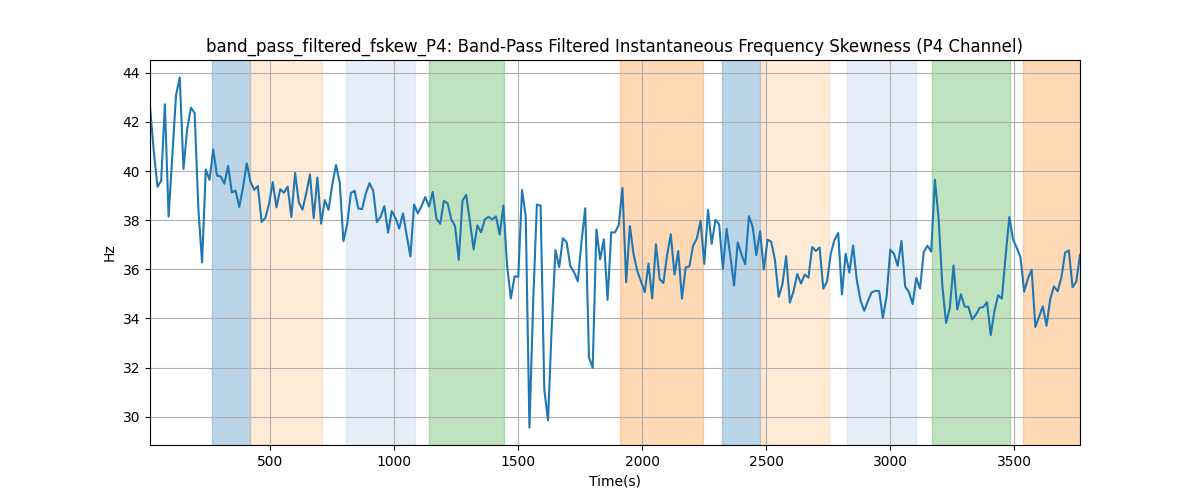 band_pass_filtered_fskew_P4: Band-Pass Filtered Instantaneous Frequency Skewness (P4 Channel)
44
42
40
38
36
34
32
30
Hz
500 1000 1500 2000 2500 3000 3500
Time(s)